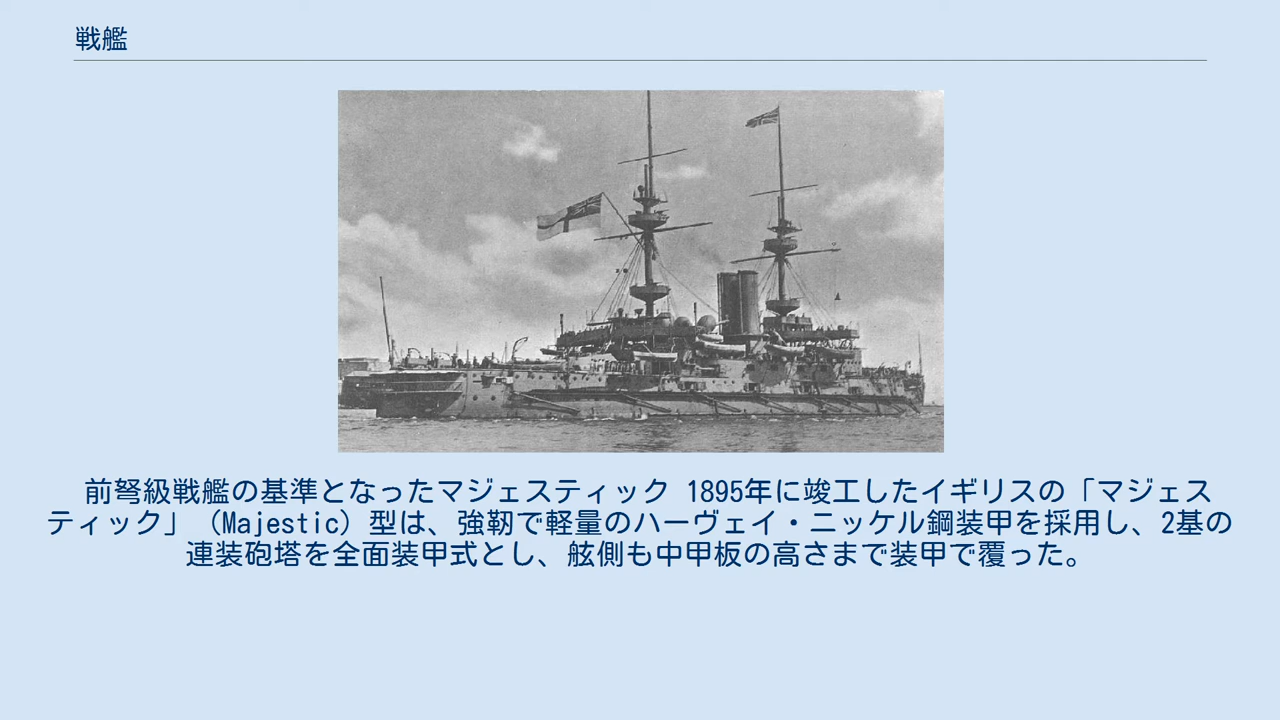 戦艦
前弩級戦艦の基準となったマジェスティック 1895年に竣工したイギリスの「マジェス
ティック」（Majestic）型は、強靭で軽量のハーヴェイ・ニッケル鋼装甲を採用し、2基の
連装砲塔を全面装甲式とし、舷側も中甲板の高さまで装甲で覆った。